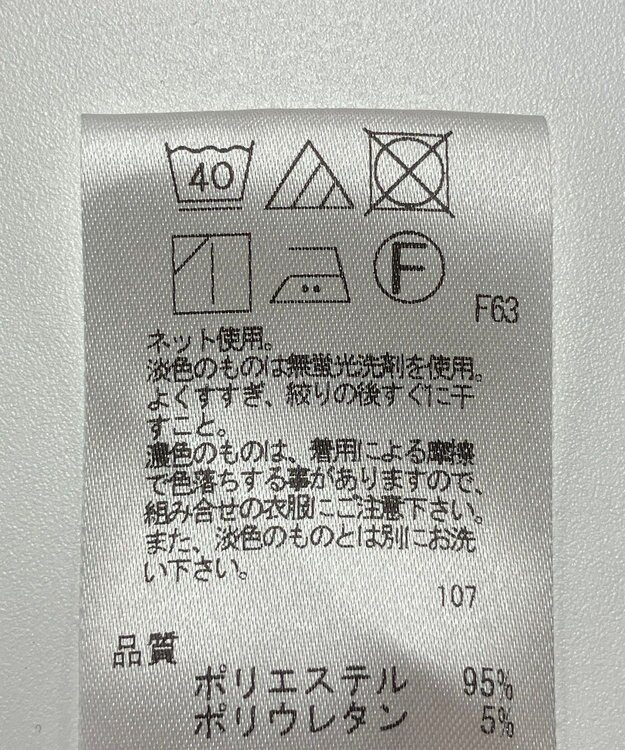 40
F
F63
ネット使用。
淡色のものは無蛍光洗剤を使用。
よくすすぎ、絞りの後すぐに干
すこと。
濃色のものは、着用による摩擦
で色落ちする事がありますので、
組み合せの衣服にご注意下さい。
また、淡色のものとは別にお洗
い下さい。
107
品質
ポリエステル 95%
ポリウレタン 5%